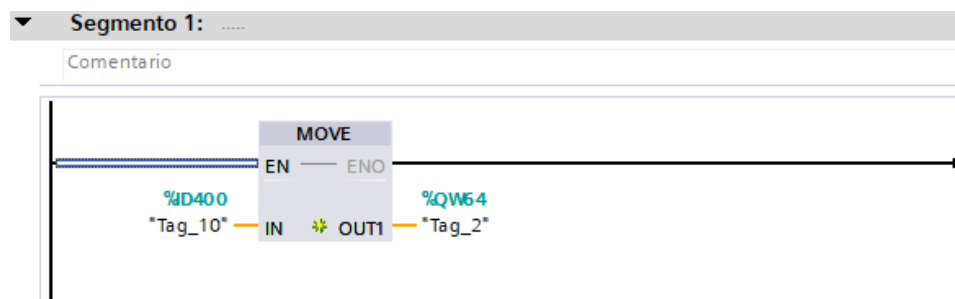 Segmento 1: .....
Comentario
MOVE
EN ENO
%ID400 %QW64
"Tag_10" IN OUT1 "Tag_2"